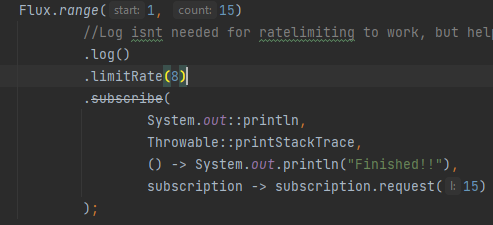 Flux.range( start: 1, count: 15)
//Log isnt needed for ratelimiting to work, but help
.log()
.limitRate(8)
.subscribe(
System.out::println,
Throwable::printStackTrace,
() -> System.out.println("Finished!!"),
subscription -> subscription.request( l: 15)
);